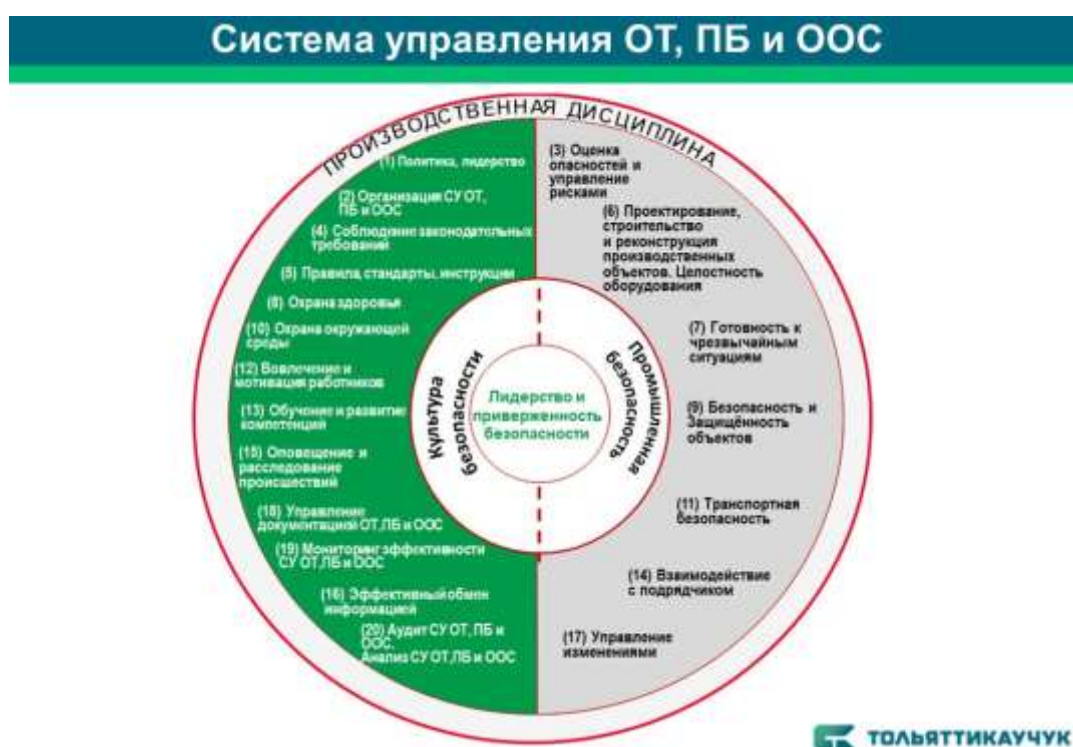 Система управления ОТ, ПБ и ООС
ПРОИЗВОДСТВЕННАЯ ДИСЦИПЛИНА
(1) Политика, лидерство
(2) Организация СУ ОТ,
ПБ и ООС
(4) Соблюдение законодательных
требований
(5) Правила, стандарты, инструкции
(8) Охрана здоровья
(10) Охрана окружающей
среды
(12) Вовлечение и
мотивация работников
(13) Обучение и развитие
компетенций
(15) Оповещение и
расследование
происшествий
(18) Управление
документацией ОТ,ПБ и ООС
(19) Мониторинг эффективности
СУ ОТ,ПБ и ООС
(16) Эффективный обмен
информацией
(20) Аудит СУ ОТ, ПБ и
ООС.
Анализ СУ ОТ,ПБ и ООС
Культура
безопасности
Лидерство и
приверженность
безопасности
Промышленная
безопасность
(3) Оценка
опасностей и
управление
рисками
(6) Проектирование,
строительство
и реконструкция
производственных
объектов. Целостность
оборудования
(7) Готовность к
чрезвычайным
ситуациям
(9) Безопасность и
Защищённость
объектов
(11) Транспортная
безопасность
(14) Взаимодействие
с подрядчиком
(17) Управление
изменениями
ТОЛЬЯТТИКАУЧУК